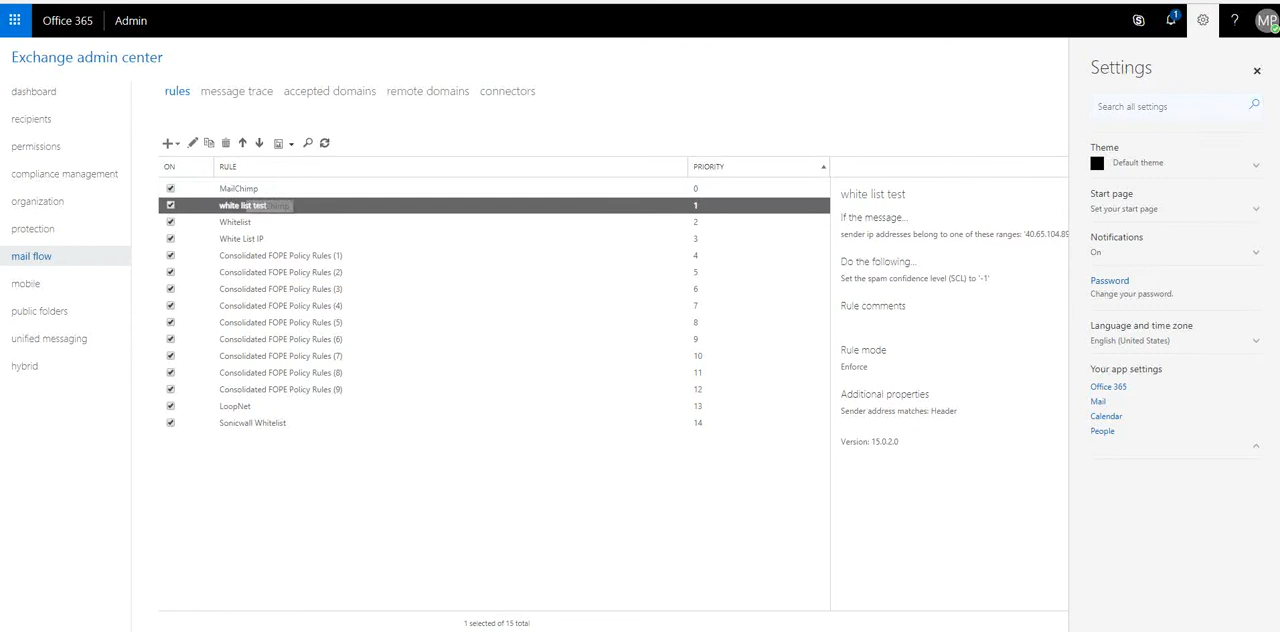 Office 365 Admin 1 ? MP
Exchange admin center
dashboard
recipients
permissions
compliance management
organization
protection
mail flow
mobile
public folders
unified messaging
hybrid
rules message trace accepted domains remote domains connectors
ON RULE PRIORITY
MailChimp 0
white list test 1
Whitelist 2
White List IP 3
Consolidated FOPE Policy Rules (1) 4
Consolidated FOPE Policy Rules (2) 5
Consolidated FOPE Policy Rules (3) 6
Consolidated FOPE Policy Rules (4) 7
Consolidated FOPE Policy Rules (5) 8
Consolidated FOPE Policy Rules (6) 9
Consolidated FOPE Policy Rules (7) 10
Consolidated FOPE Policy Rules (8) 11
Consolidated FOPE Policy Rules (9) 12
LoopNet 13
Sonicwall Whitelist 14
1 selected of 15 total
white list test
If the message...
sender ip addresses belong to one of these ranges: '40.65.104.89
Do the following...
Set the spam confidence level (SCL) to '-1'
Rule comments
Rule mode
Enforce
Additional properties
Sender address matches: Header
Version: 15.0.2.0
Settings
Search all settings
Theme
Default theme
Start page
Set your start page
Notifications
On
Password
Change your password.
Language and time zone
English (United States)
Your app settings
Office 365
Mail
Calendar
People